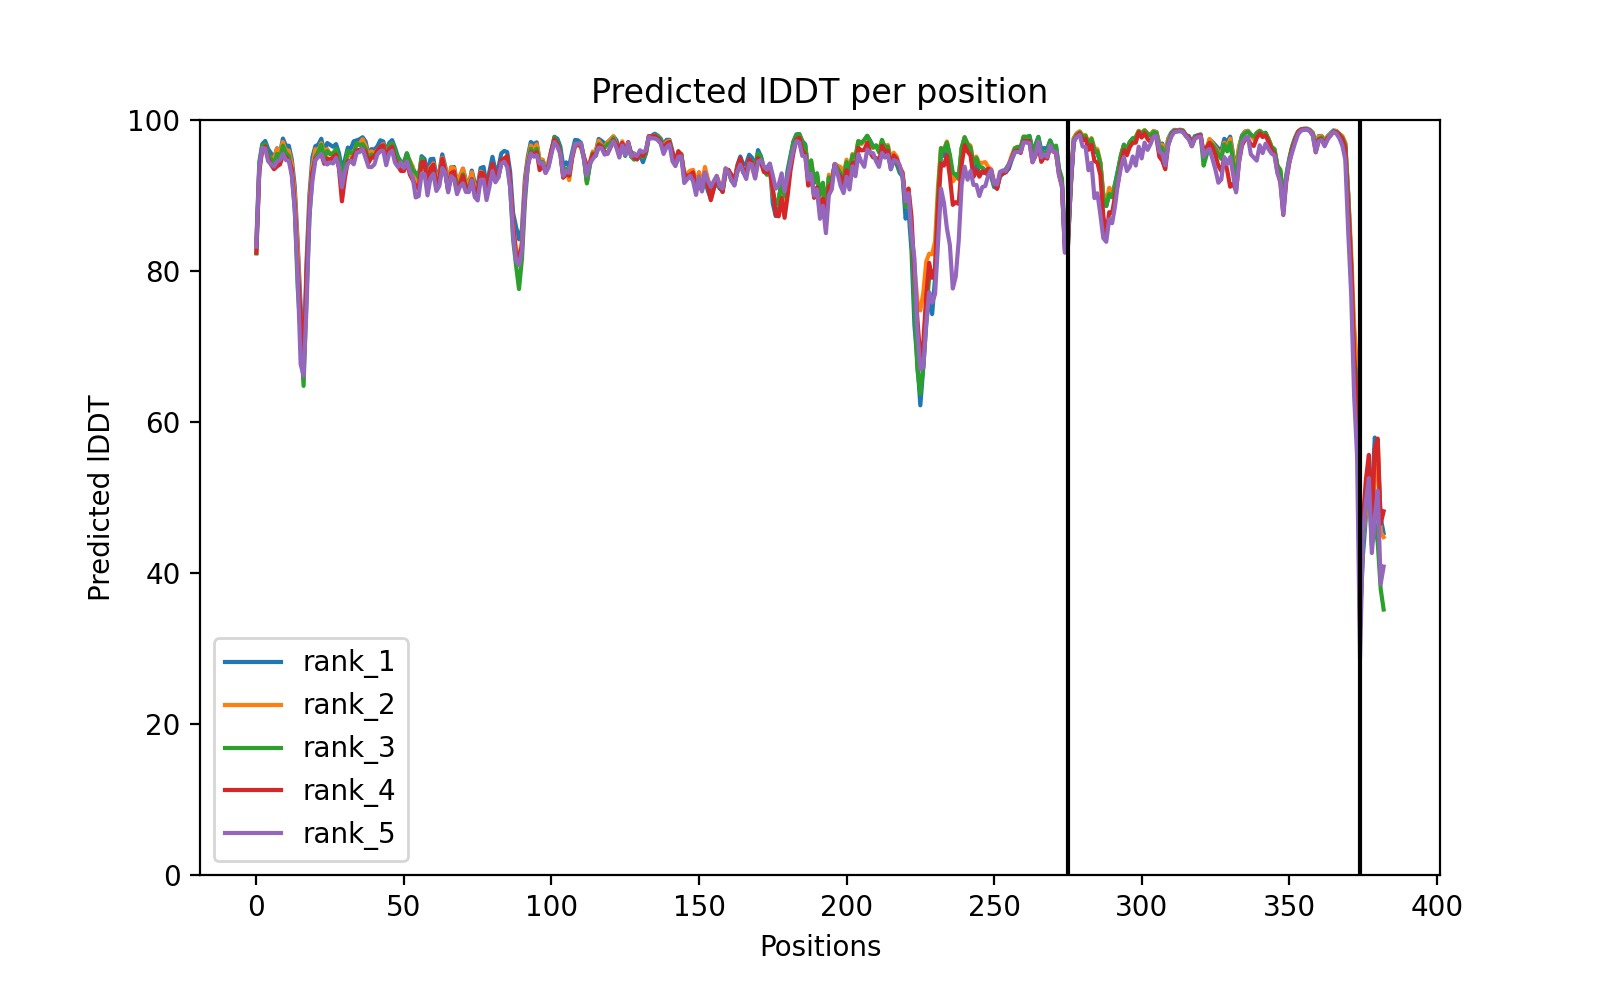 Predicted lDDT per position
100
80
60
40
20
0
Predicted lDDT
rank_1
rank_2
rank_3
rank_4
rank_5
0 50 100 150 200 250 300 350 400
Positions